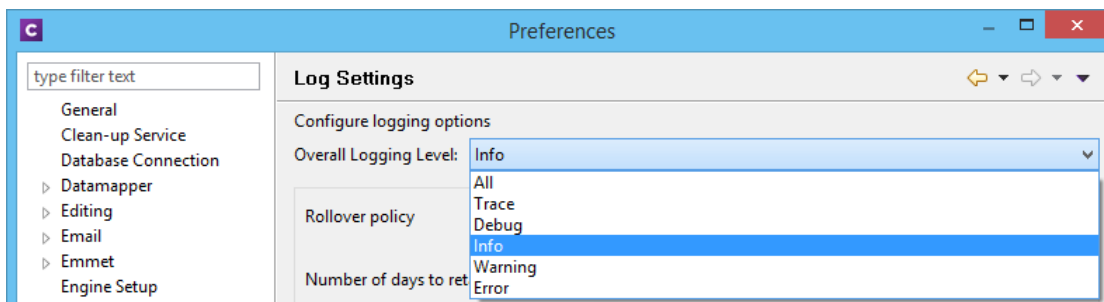 C
Preferences
type filter text
General
Clean-up Service
Database Connection
Datamapper
Editing
Email
Emmet
Engine Setup
Log Settings
Configure logging options
Overall Logging Level: Info
All
Trace
Debug
Info
Warning
Error
Rollover policy
Number of days to ret